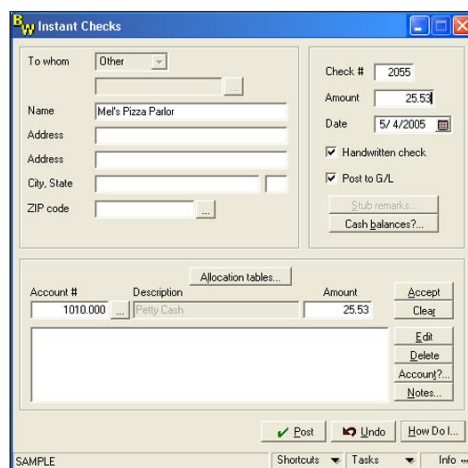 BW Instant Checks
To whom Other
Name Mel's Pizza Parlor
Address
Address
City, State
ZIP code ...
Check # 2055
Amount 25.53
Date 5/ 4/2005
Handwritten check
Post to G/L
Stub remarks...
Cash balances?...
Allocation tables...
Account # Description Amount
1010.000 ... Petty Cash 25.53
Accept
Clear
Edit
Delete
Account?...
Notes...
Post Undo How Do I...
SAMPLE Shortcuts Tasks Info